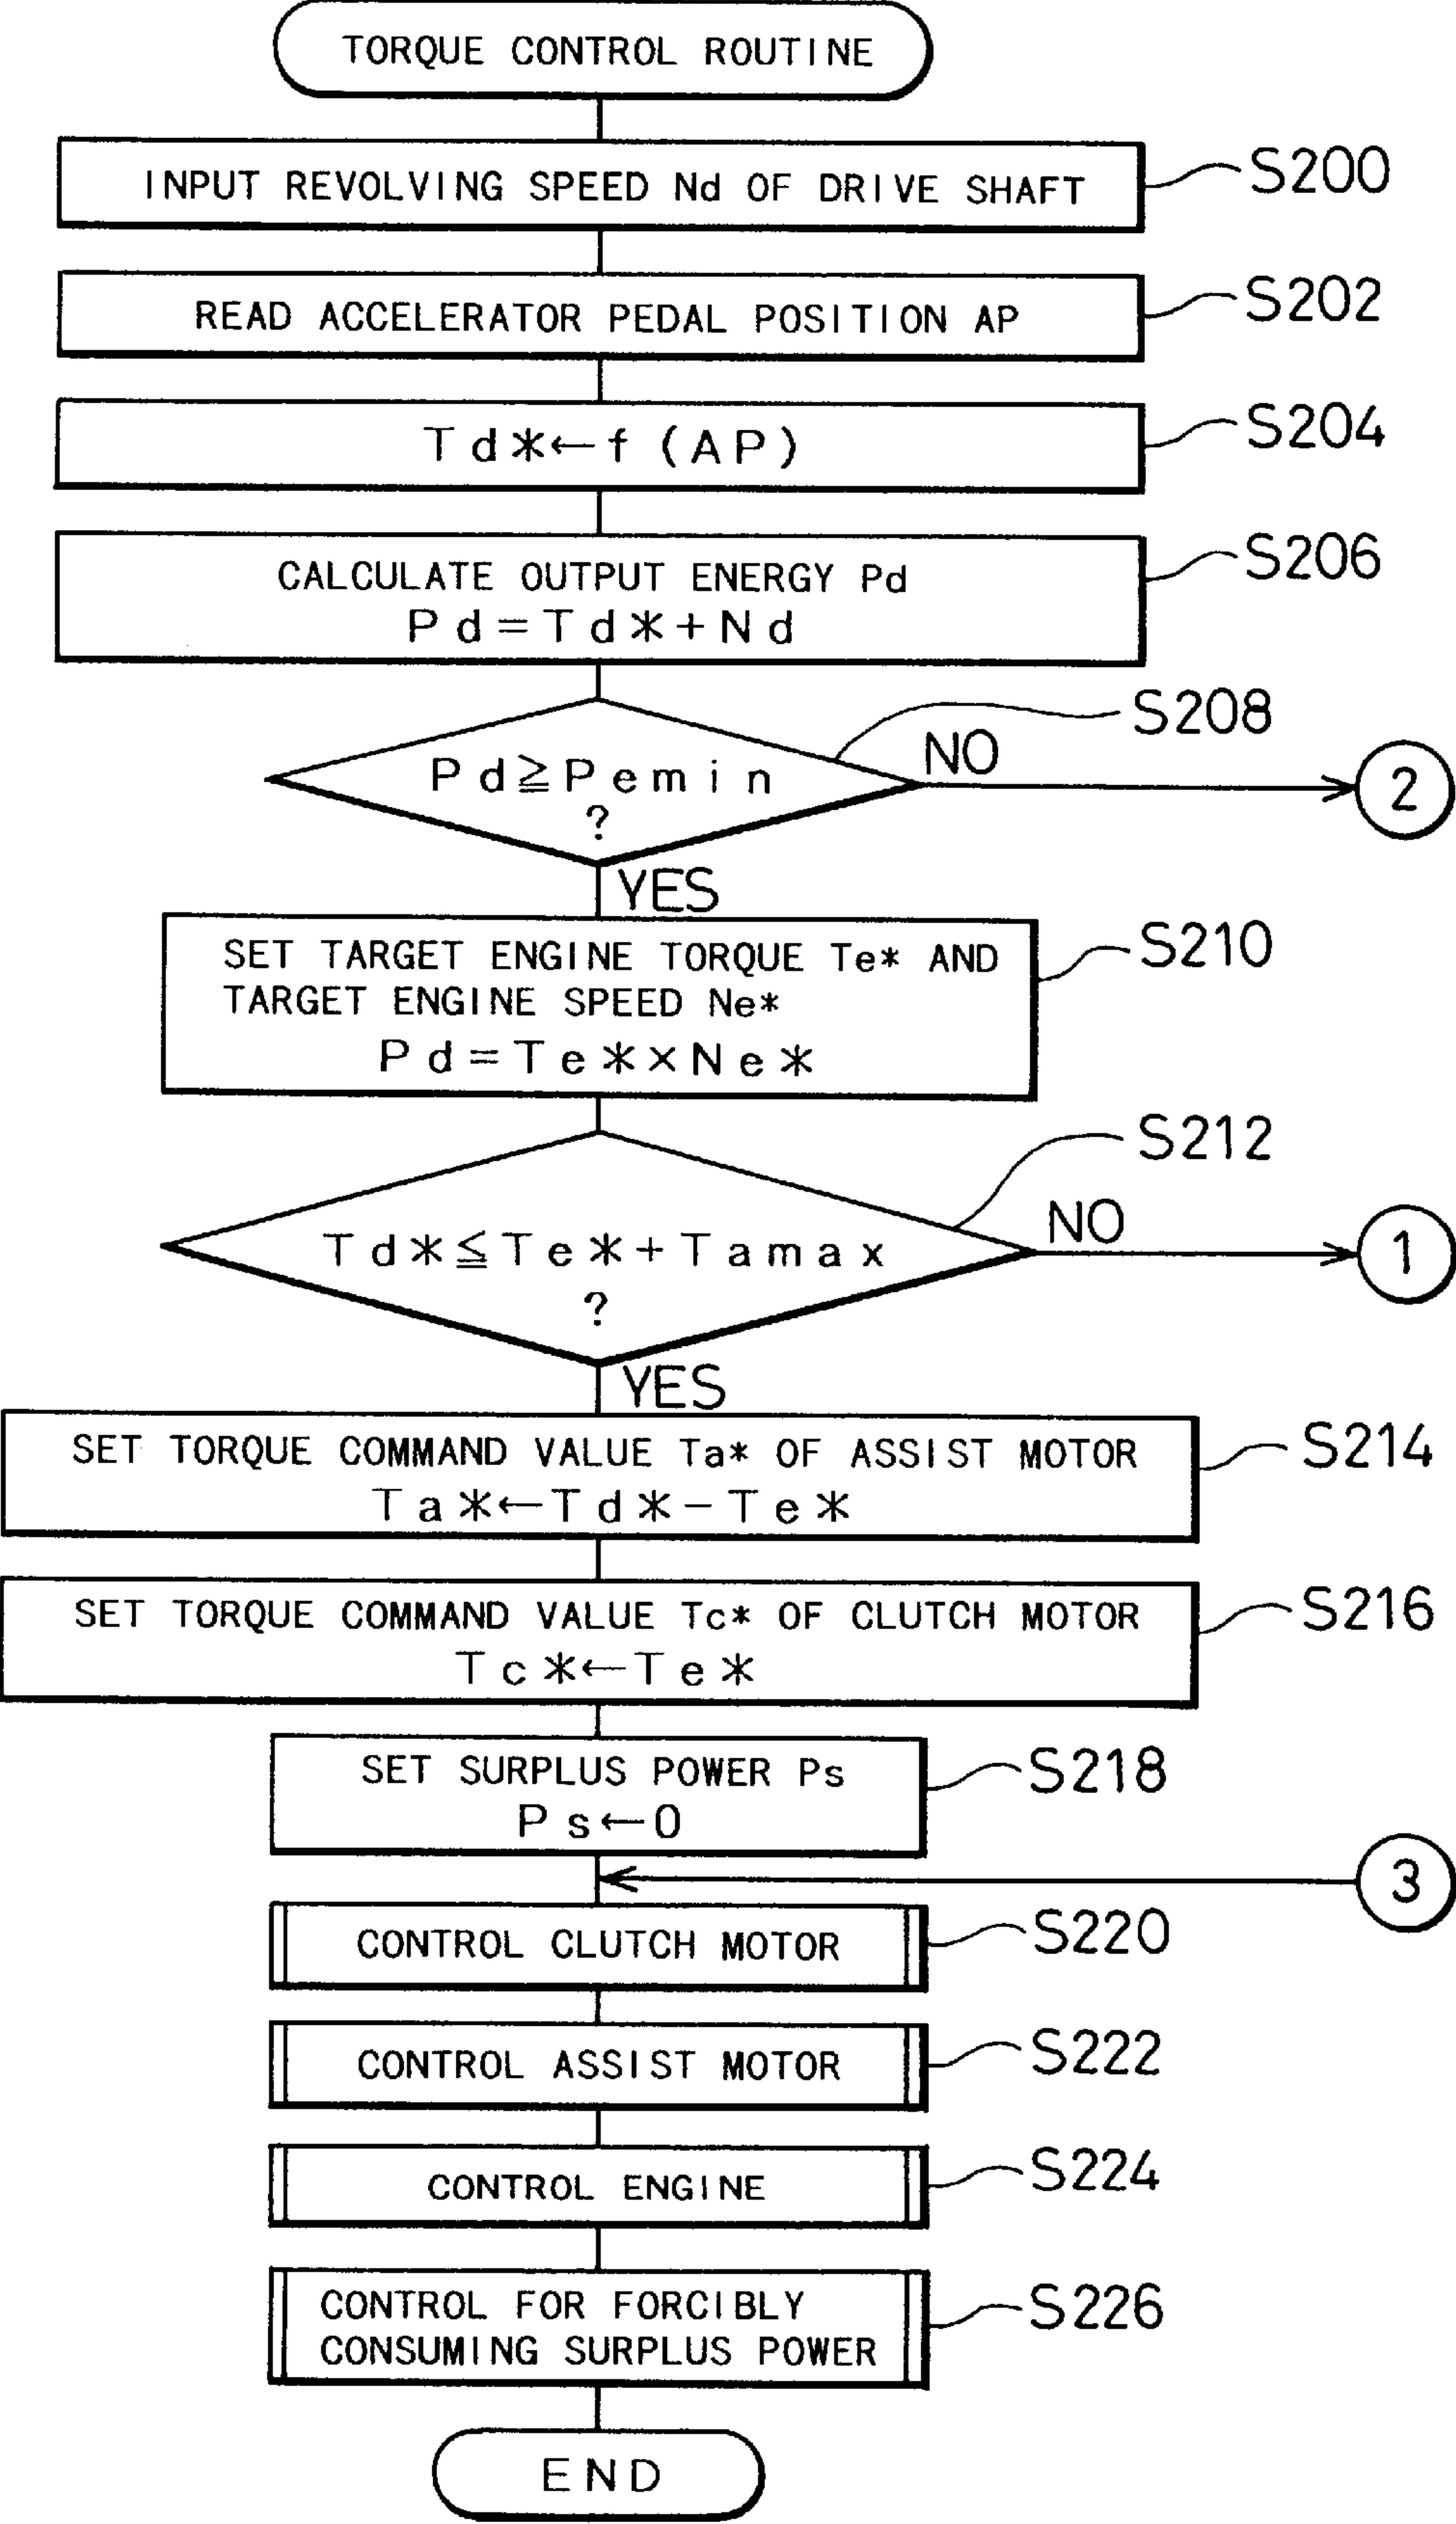 TORQUE CONTROL ROUTINE
INPUT REVOLVING SPEED Nd OF DRIVE SHAFT
S200
READ ACCELERATOR PEDAL POSITION AP
S202
Td*←f(AP)
S204
CALCULATE OUTPUT ENERGY Pd
Pd=Td*+Nd
S206
S208
Pd≧Pemin
?
NO
2
YES
SET TARGET ENGINE TORQUE Te* AND
TARGET ENGINE SPEED Ne*
Pd=Te*×Ne*
S210
S212
Td*≦Te*+Tamax
?
NO
1
YES
SET TORQUE COMMAND VALUE Ta* OF ASSIST MOTOR
Ta*←Td*-Te*
S214
SET TORQUE COMMAND VALUE Tc* OF CLUTCH MOTOR
Tc*←Te*
S216
SET SURPLUS POWER Ps
Ps←0
S218
3
CONTROL CLUTCH MOTOR
S220
CONTROL ASSIST MOTOR
S222
CONTROL ENGINE
S224
CONTROL FOR FORCIBLY
CONSUMING SURPLUS POWER
S226
END